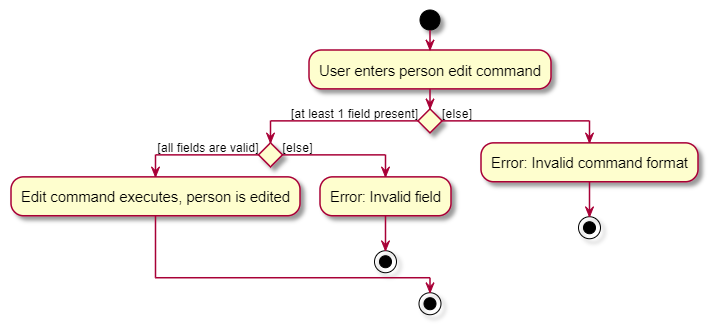 User enters person edit command
[at least 1 field present]
[else]
[all fields are valid]
[else]
Error: Invalid command format
Edit command executes, person is edited
Error: Invalid field